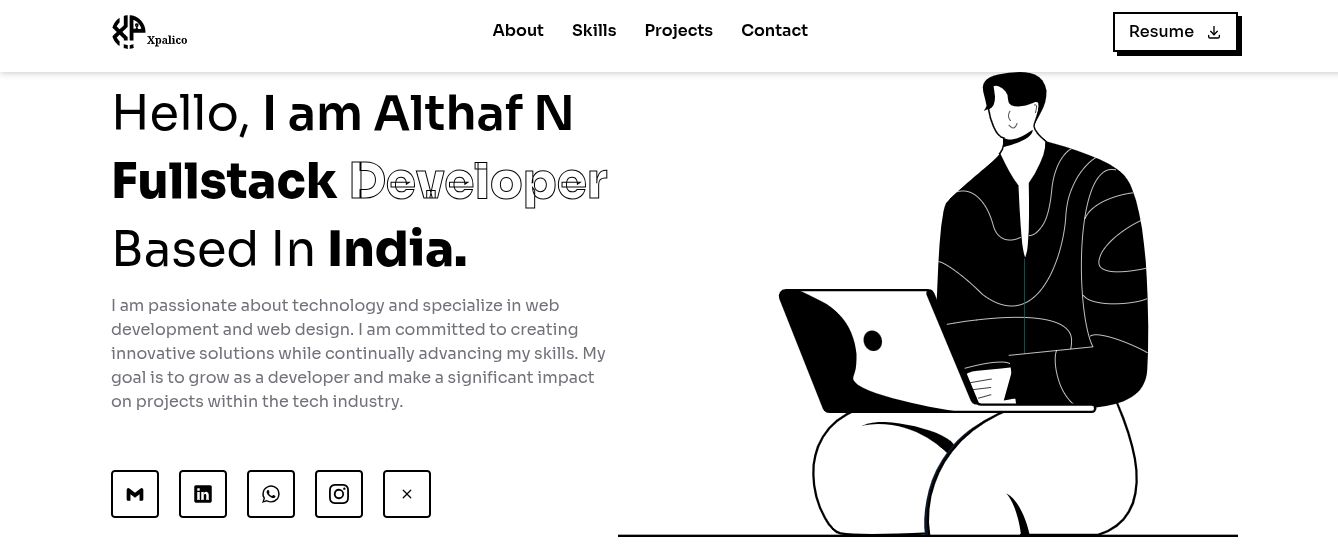 Xpalico
About Skills Projects Contact
Resume
Hello, I am Althaf N
Fullstack Developer
Based In India.
I am passionate about technology and specialize in web
development and web design. I am committed to creating
innovative solutions while continually advancing my skills. My
goal is to grow as a developer and make a significant impact
on projects within the tech industry.